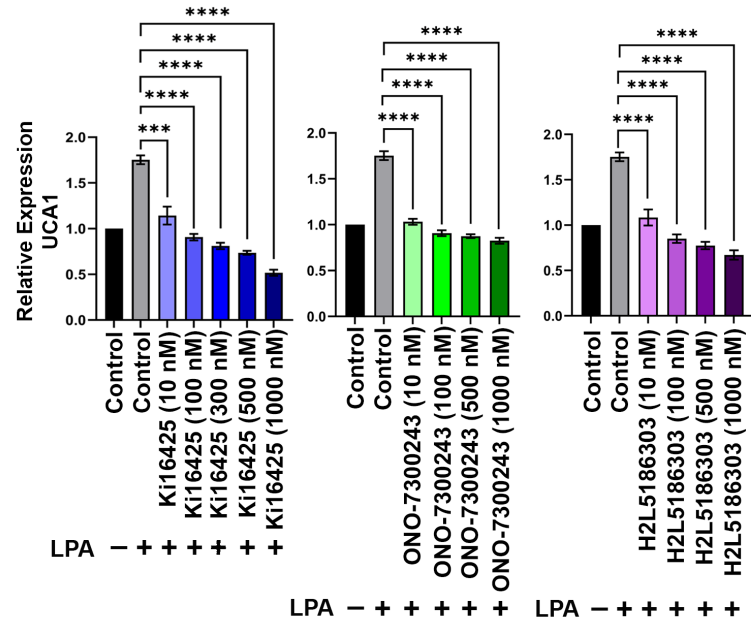 Relative Expression
UCA1
****
****
****
****
***
2.0
1.5
1.0
0.5
0.0
Control
Control
Ki16425 (10 nM)
Ki16425 (100 nM)
Ki16425 (300 nM)
Ki16425 (500 nM)
Ki16425 (1000 nM)
LPA − + + + + + +
****
****
****
****
2.0
1.5
1.0
0.5
0.0
Control
Control
ONO-7300243 (10 nM)
ONO-7300243 (100 nM)
ONO-7300243 (500 nM)
ONO-7300243 (1000 nM)
LPA − + + + + +
****
****
****
****
2.0
1.5
1.0
0.5
0.0
Control
Control
H2L5186303 (10 nM)
H2L5186303 (100 nM)
H2L5186303 (500 nM)
H2L5186303 (1000 nM)
LPA − + + + + +